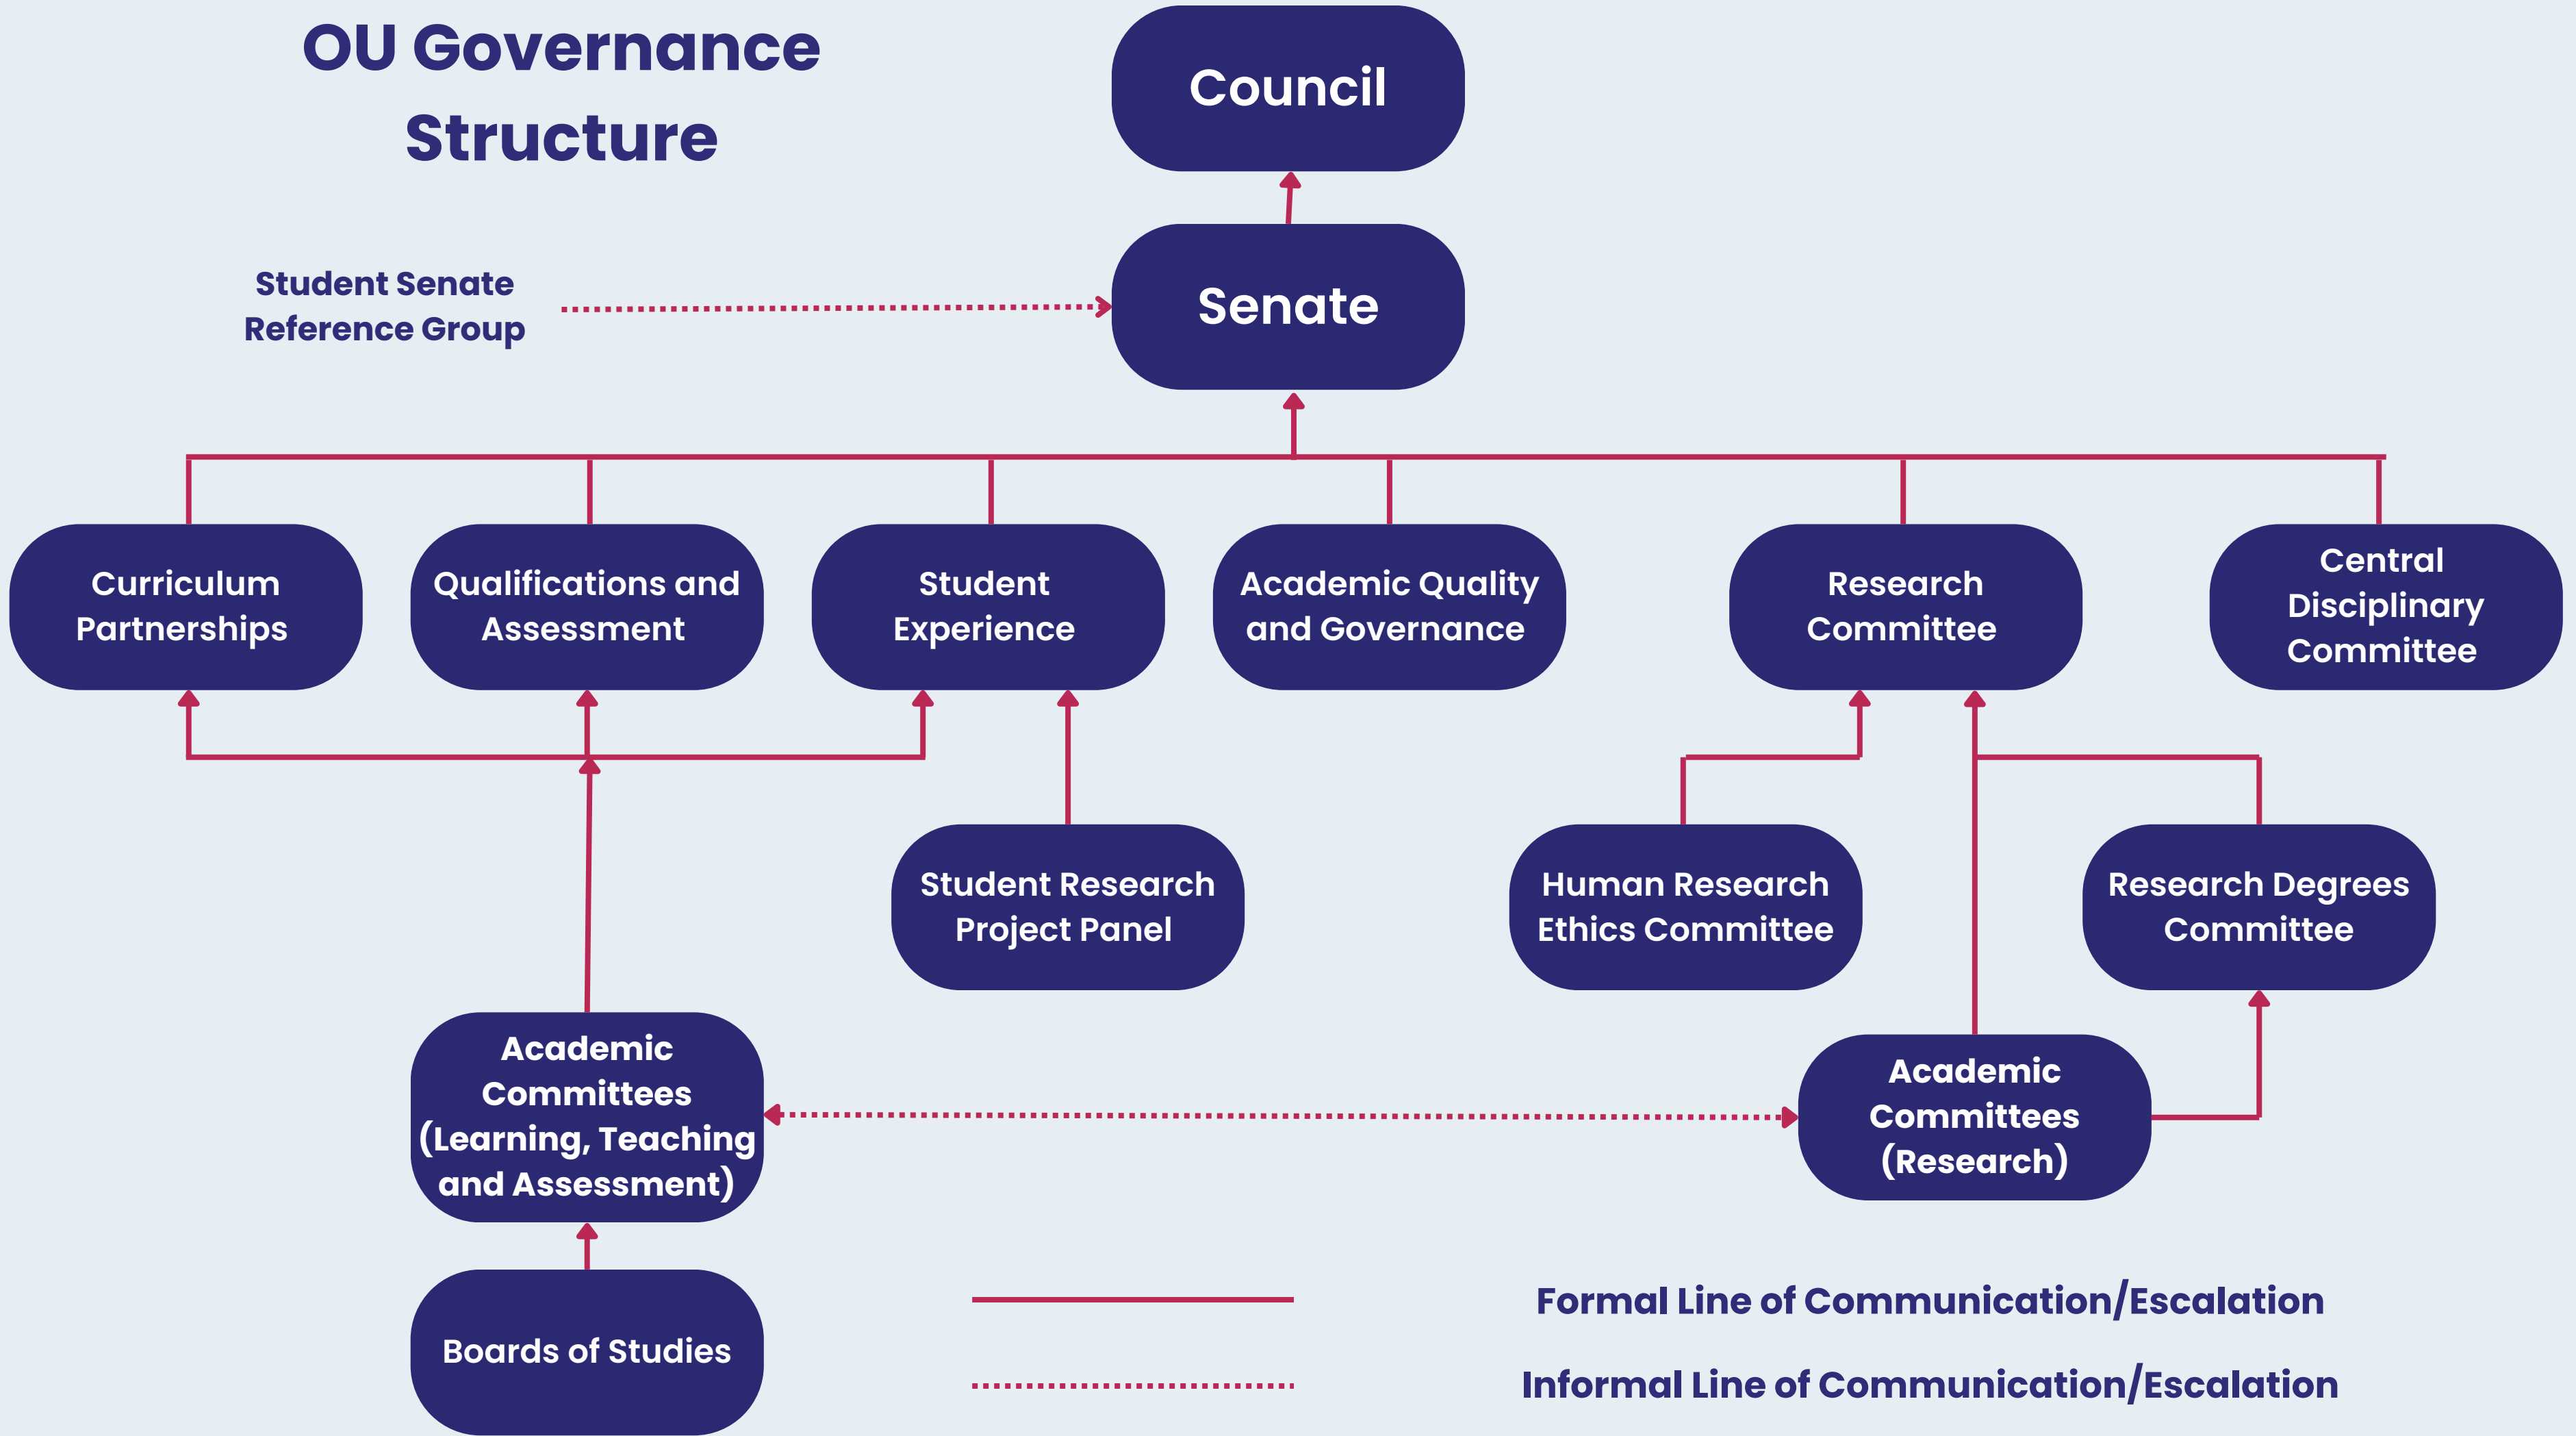 OU Governance
Structure
Council
Student Senate
Reference Group
Senate
Curriculum
Partnerships
Qualifications and
Assessment
Student
Experience
Academic Quality
and Governance
Research
Committee
Central
Disciplinary
Committee
Student Research
Project Panel
Human Research
Ethics Committee
Research Degrees
Committee
Academic
Committees
(Learning, Teaching
and Assessment)
Academic
Committees
(Research)
Boards of Studies
Formal Line of Communication/Escalation
Informal Line of Communication/Escalation